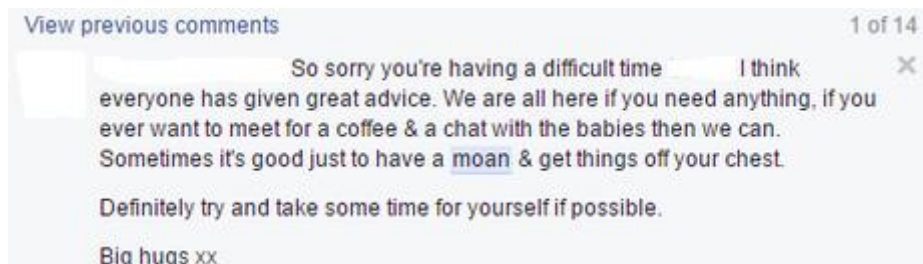 View previous comments 1 of 14
So sorry you're having a difficult time I think
everyone has given great advice. We are all here if you need anything, if you
ever want to meet for a coffee & a chat with the babies then we can.
Sometimes it's good just to have a moan & get things off your chest.
Definitely try and take some time for yourself if possible.
Big hugs xx